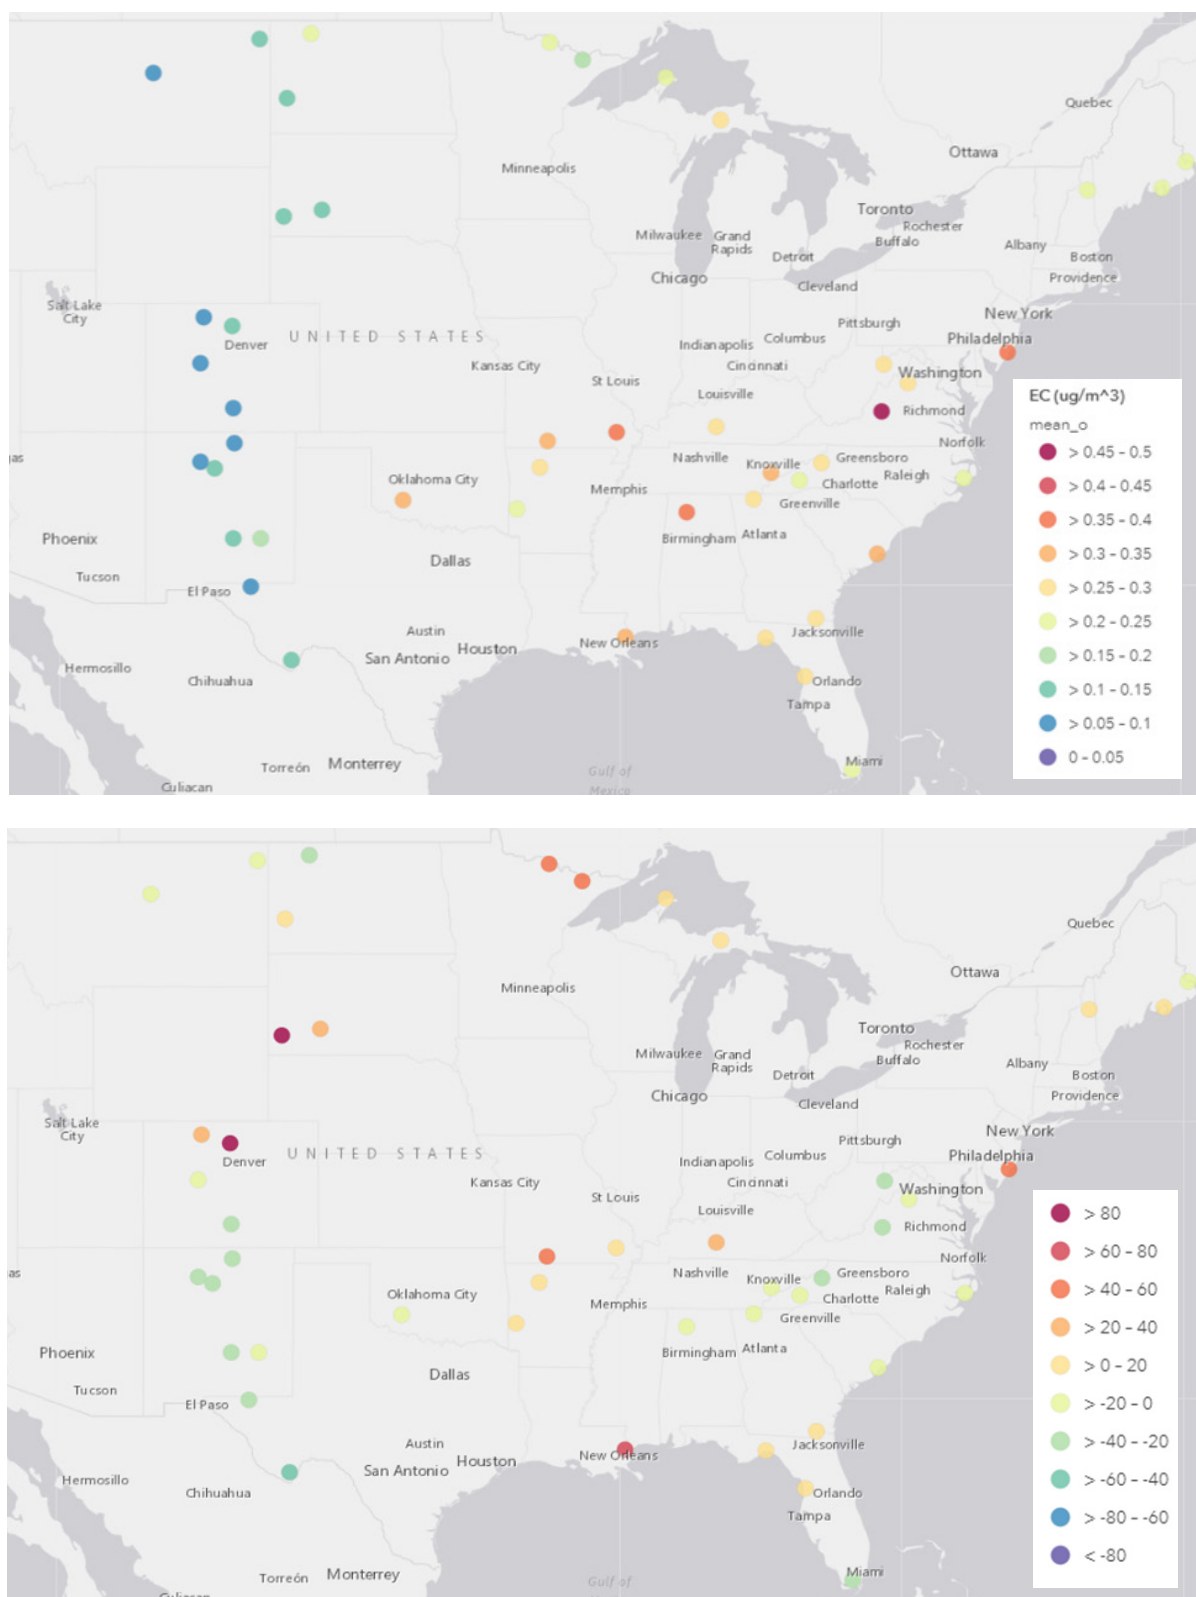 Quebec
Ottawa
Minneapolis
Toronto
Rochester
Buffalo
Milwaukee
Grand
Rapids
Albany
Detroit
Boston
Chicago
Providence
Cleveland
Salt Lake
City
New York
Pittsburgh
UNITED STATES
Columbus
Philadelphia
Denver
Indianapolis
Kansas City
Cincinnati
Washington
St Louis
Louisville
Richmond
Norfolk
as
Nashville
Knoxville
Greensboro
Raleigh
Oklahoma City
Charlotte
Memphis
Greenville
Phoenix
Birmingham
Atlanta
Dallas
Tucson
El Paso
Austin
Jacksonville
New Orleans
Houston
San Antonio
Hermosillo
Chihuahua
Orlando
Tampa
Miami
Torreón
Monterrey
Gulf of
Mexico
Culiacan
EC (ug/m^3)
mean_o
> 0.45 - 0.5
> 0.4 - 0.45
> 0.35 - 0.4
> 0.3 - 0.35
> 0.25 - 0.3
> 0.2 - 0.25
> 0.15 - 0.2
> 0.1 - 0.15
> 0.05 - 0.1
0 - 0.05
Quebec
Ottawa
Minneapolis
Toronto
Rochester
Buffalo
Milwaukee
Grand
Rapids
Albany
Detroit
Boston
Chicago
Providence
Cleveland
Salt Lake
City
New York
Pittsburgh
UNITED STATES
Columbus
Philadelphia
Denver
Indianapolis
Kansas City
Cincinnati
Washington
St Louis
Louisville
Richmond
Norfolk
as
Nashville
Knoxville
Greensboro
Raleigh
Oklahoma City
Charlotte
Memphis
Greenville
Phoenix
Birmingham
Atlanta
Dallas
Tucson
El Paso
Austin
Jacksonville
New Orleans
Houston
San Antonio
Hermosillo
Chihuahua
Orlando
Tampa
Miami
Torreón
Monterrey
Gulf of
> 80
> 60 - 80
> 40 - 60
> 20 - 40
> 0 - 20
> -20 - 0
> -40 - -20
> -60 - -40
> -80 - -60
< -80